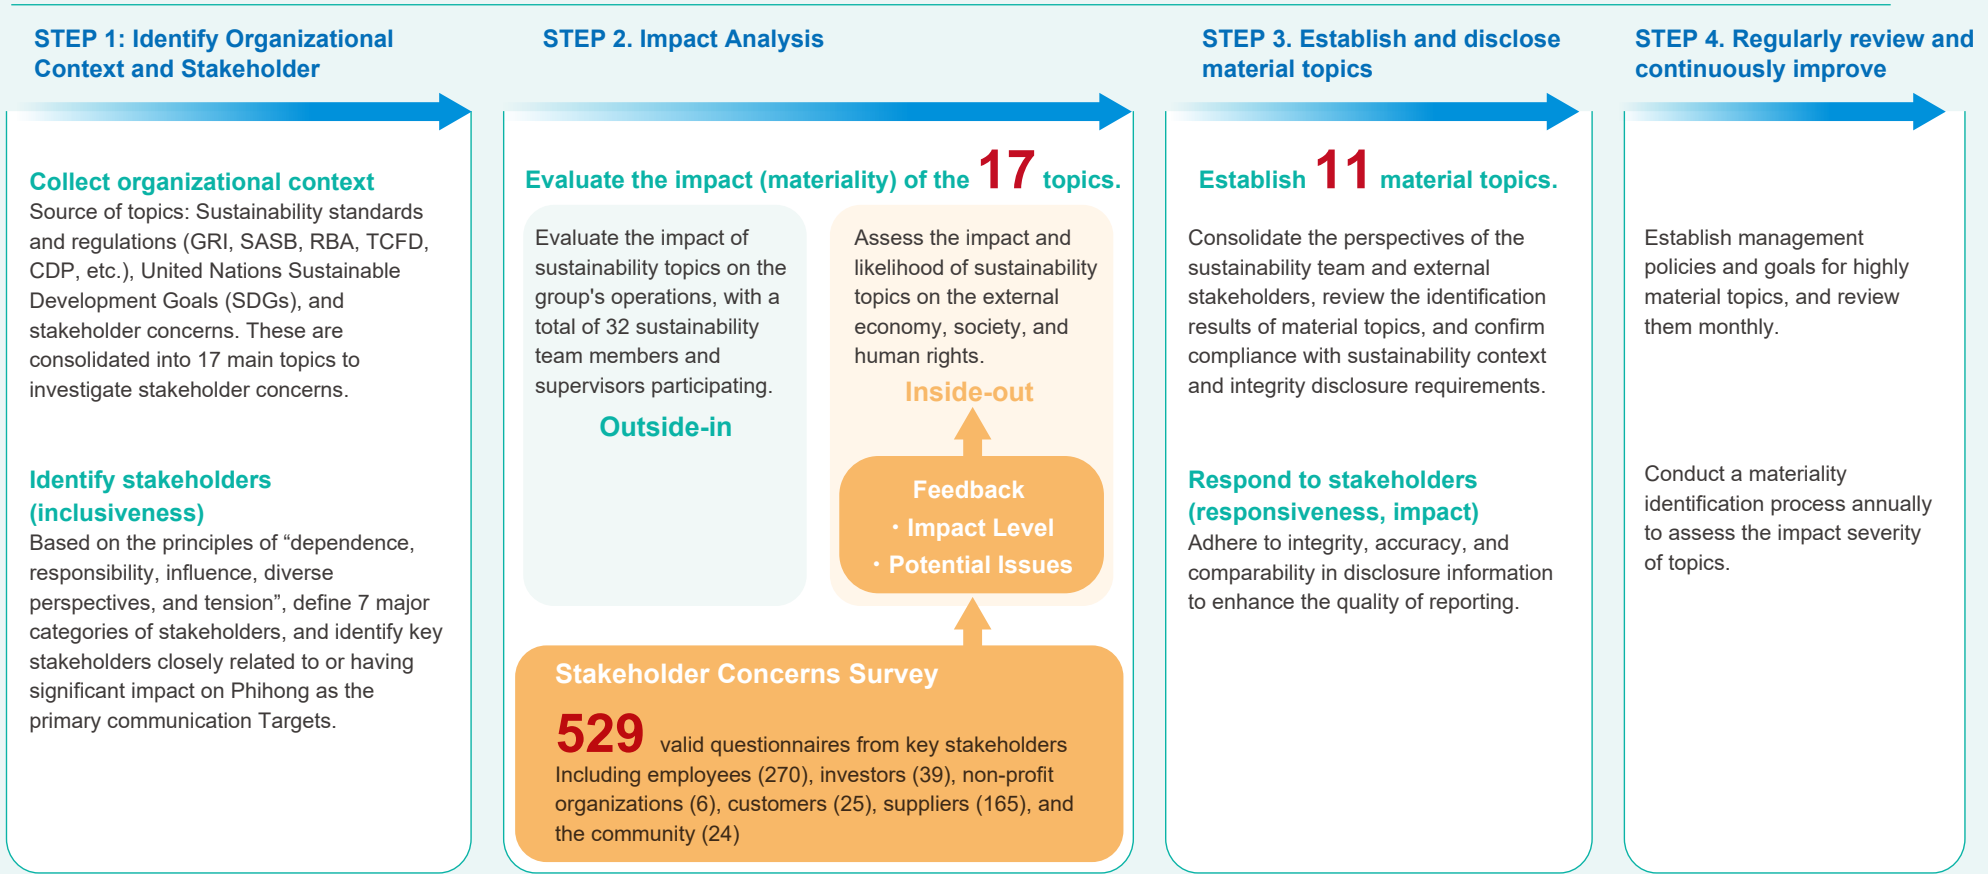 STEP 1: Identify Organizational
Context and Stakeholder
Collect organizational context
Source of topics: Sustainability standards
and regulations (GRI, SASB, RBA, TCFD,
CDP, etc.), United Nations Sustainable
Development Goals (SDGs), and
stakeholder concerns. These are
consolidated into 17 main topics to
investigate stakeholder concerns.
Identify stakeholders
(inclusiveness)
Based on the principles of “dependence,
responsibility, influence, diverse
perspectives, and tension”, define 7 major
categories of stakeholders, and identify key
stakeholders closely related to or having
significant impact on Phihong as the
primary communication Targets.
STEP 2. Impact Analysis
Evaluate the impact (materiality) of the 17 topics.
Evaluate the impact of
sustainability topics on the
group's operations, with a
total of 32 sustainability
team members and
supervisors participating.
Outside-in
Assess the impact and
likelihood of sustainability
topics on the external
economy, society, and
human rights.
Inside-out
Feedback
・Impact Level
・Potential Issues
Stakeholder Concerns Survey
529 valid questionnaires from key stakeholders
Including employees (270), investors (39), non-profit
organizations (6), customers (25), suppliers (165), and
the community (24)
STEP 3. Establish and disclose
material topics
Establish 11 material topics.
Consolidate the perspectives of the
sustainability team and external
stakeholders, review the identification
results of material topics, and confirm
compliance with sustainability context
and integrity disclosure requirements.
Respond to stakeholders
(responsiveness, impact)
Adhere to integrity, accuracy, and
comparability in disclosure information
to enhance the quality of reporting.
STEP 4. Regularly review and
continuously improve
Establish management
policies and goals for highly
material topics, and review
them monthly.
Conduct a materiality
identification process annually
to assess the impact severity
of topics.